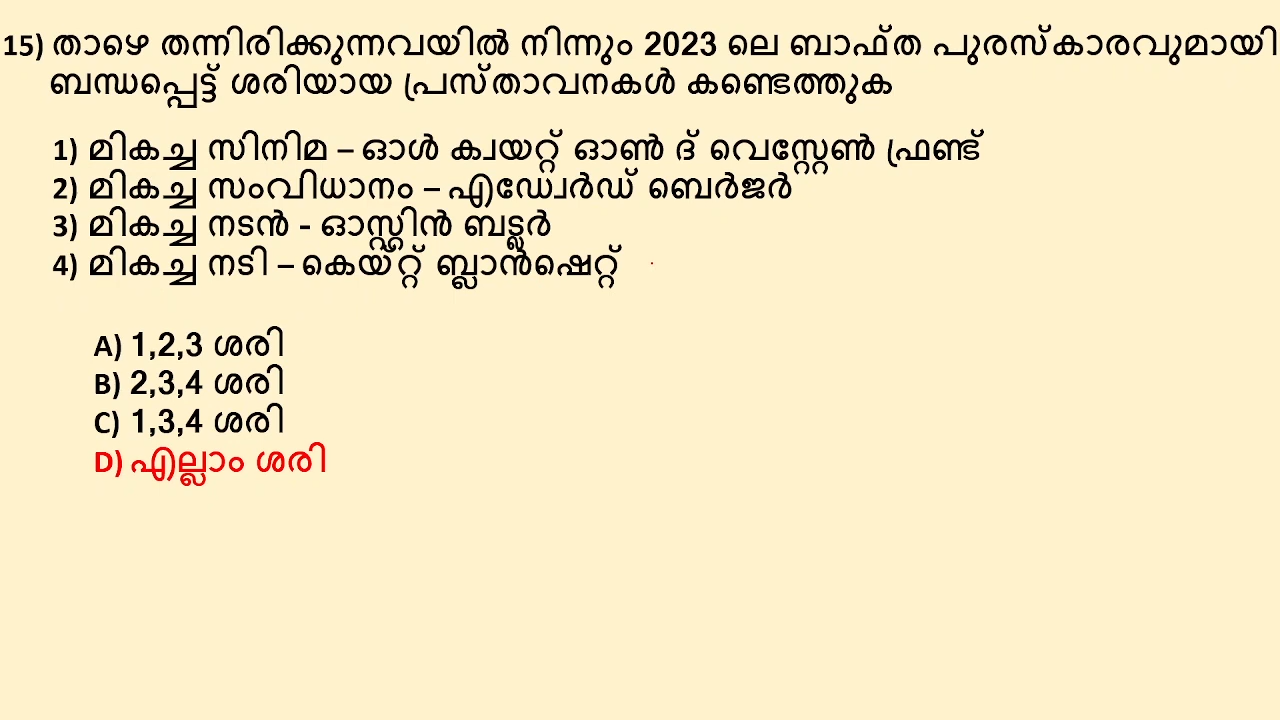 15) താഴെ തന്നിരിക്കുന്നവയിൽ നിന്നും 2023 ലെ ബാഫ്ത പുരസ്കാരവുമായി
ബന്ധപ്പെട്ട് ശരിയായ പ്രസ്താവനകൾ കണ്ടെത്തുക
1) മികച്ച സിനിമ – ഓൾ ക്വയറ്റ് ഓൺ ദ് വെസ്റ്റേൺ ഫ്രണ്ട്
2) മികച്ച സംവിധാനം – എഡ്വേർഡ് ബെർജർ
3) മികച്ച നടൻ - ഓസ്റ്റിൻ ബട്ലർ
4) മികച്ച നടി – കെയ്റ്റ് ബ്ലാൻഷെറ്റ്
A) 1,2,3 ശരി
B) 2,3,4 ശരി
C) 1,3,4 ശരി
D) എല്ലാം ശരി